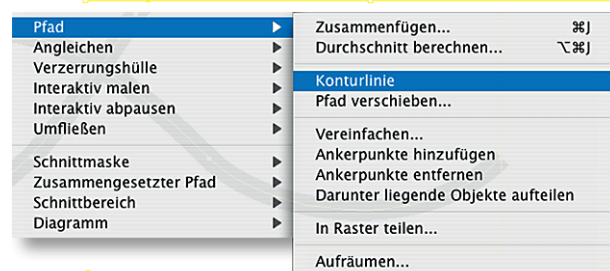 Pfad
Angleichen
Verzerrungshülle
Interaktiv malen
Interaktiv abpausen
Umfließen
Schnittmaske
Zusammengesetzter Pfad
Schnittbereich
Diagramm
Zusammenfügen... ⌘J
Durchschnitt berechnen... ⌥⌘J
Konturlinie
Pfad verschieben...
Vereinfachen...
Ankerpunkte hinzufügen
Ankerpunkte entfernen
Darunter liegende Objekte aufteilen
In Raster teilen...
Aufräumen...